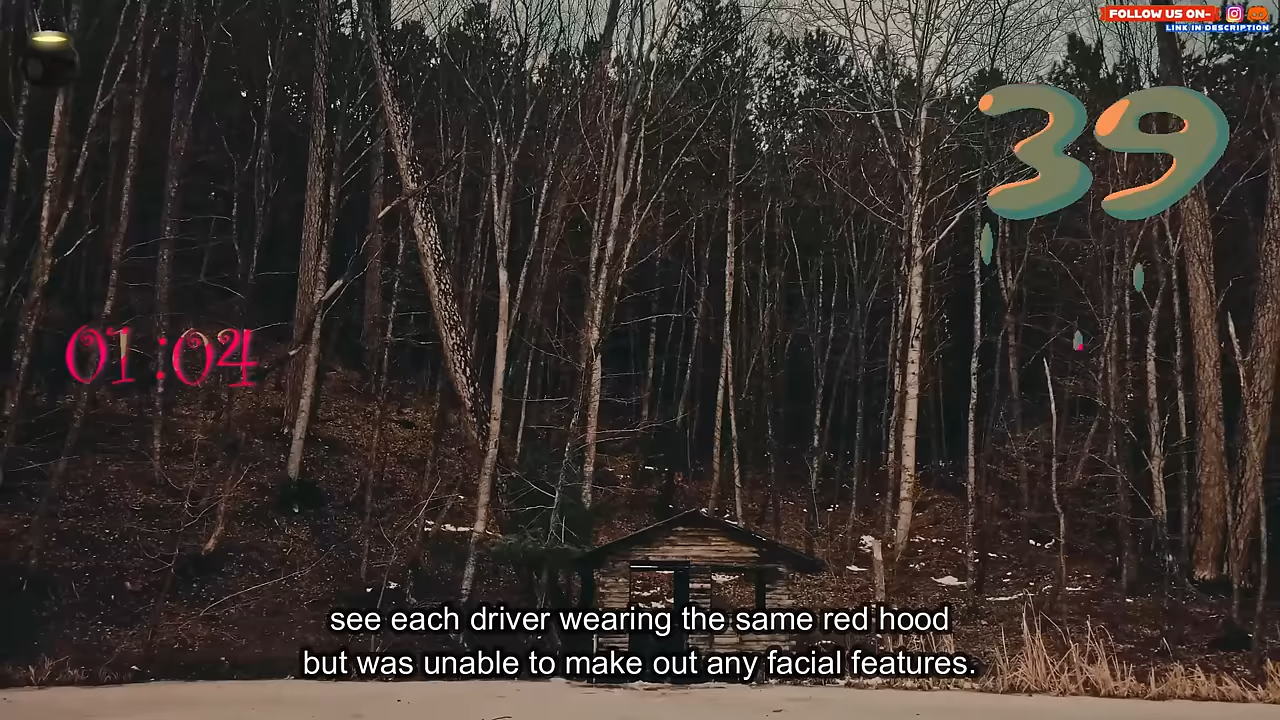 FOLLOW US ON-
LINK IN DESCRIPTION
39
01:04
see each driver wearing the same red hood
but was unable to make out any facial features.